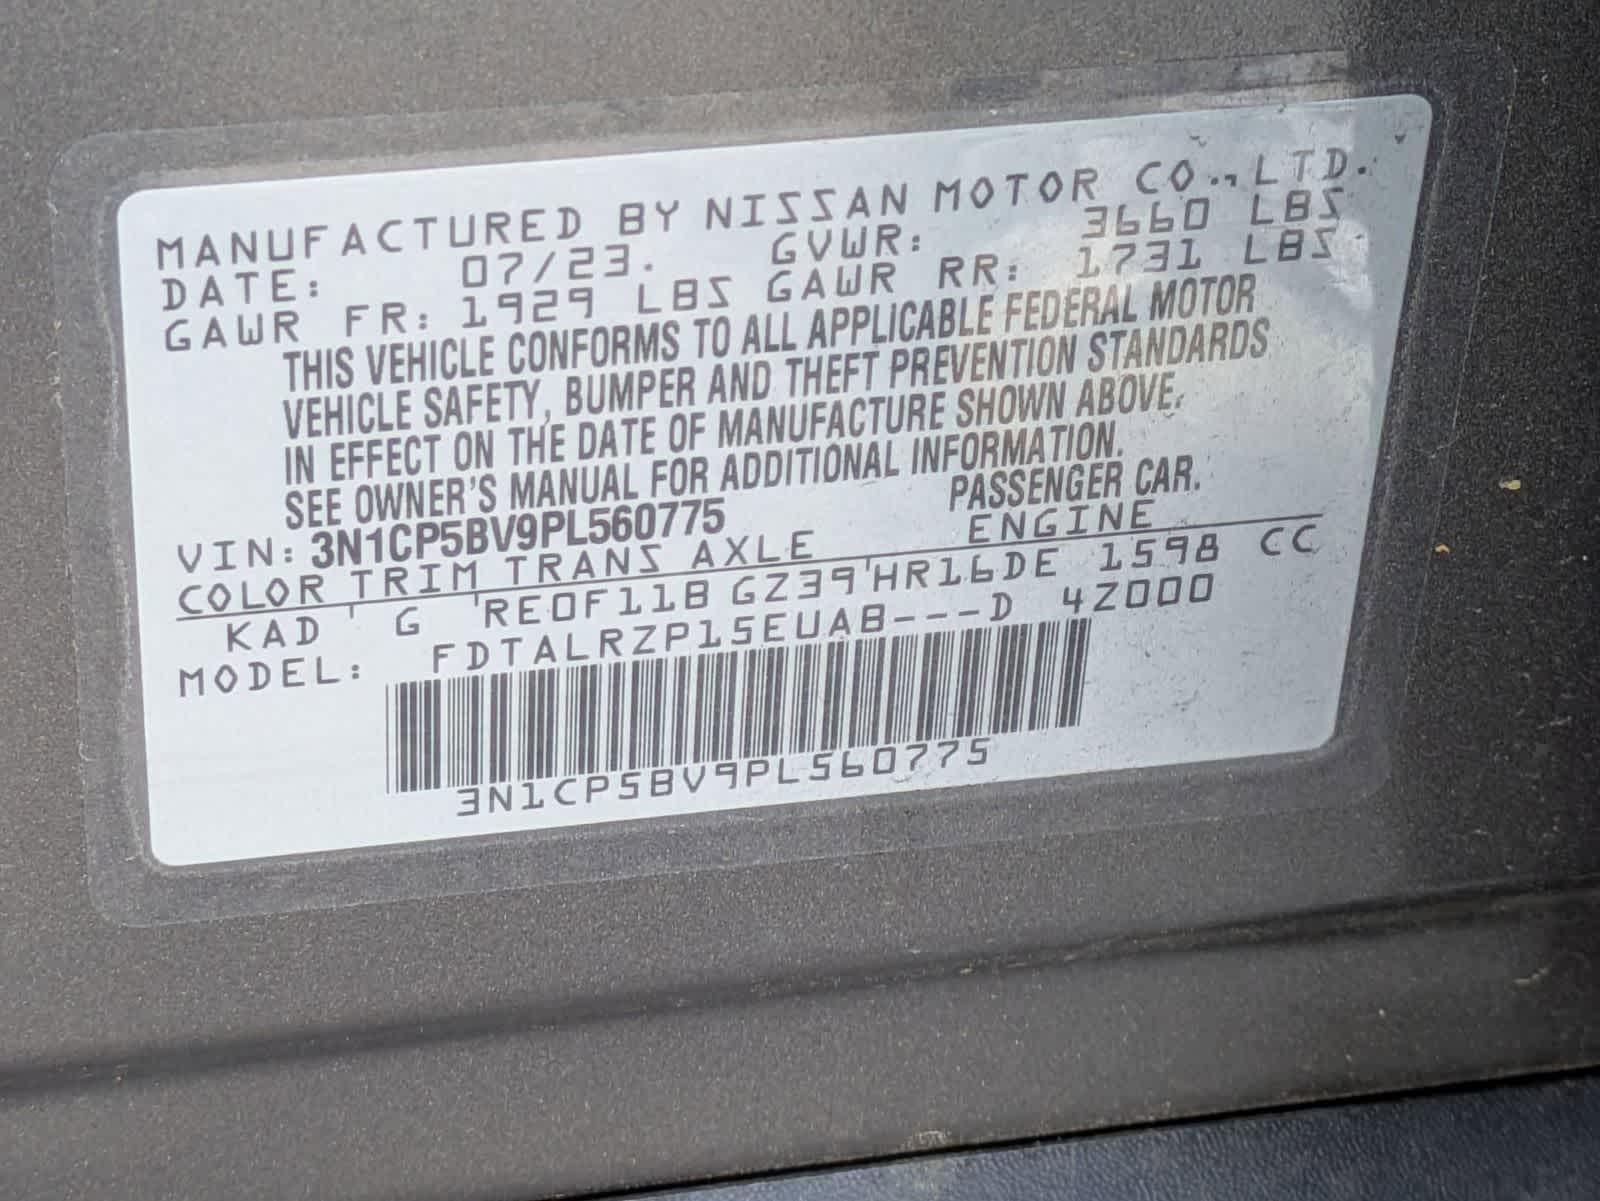 MANUFACTURED BY NISSAN MOTOR CO., LTD.
DATE: 07/23. GVWR: 3660 LBS
GAWR FR: 1929 LBS GAWR RR: 1731 LBS
THIS VEHICLE CONFORMS TO ALL APPLICABLE FEDERAL MOTOR
VEHICLE SAFETY, BUMPER AND THEFT PREVENTION STANDARDS
IN EFFECT ON THE DATE OF MANUFACTURE SHOWN ABOVE.
SEE OWNER'S MANUAL FOR ADDITIONAL INFORMATION.
VIN: 3N1CP5BV9PL560775 PASSENGER CAR.
COLOR TRIM TRANS AXLE ENGINE
KAD ' G 'RE0F11B GZ39'HR16DE 1598 CC
MODEL: FDTALRZP15EUAB---D 4Z000
3N1CP5BV9PL560775